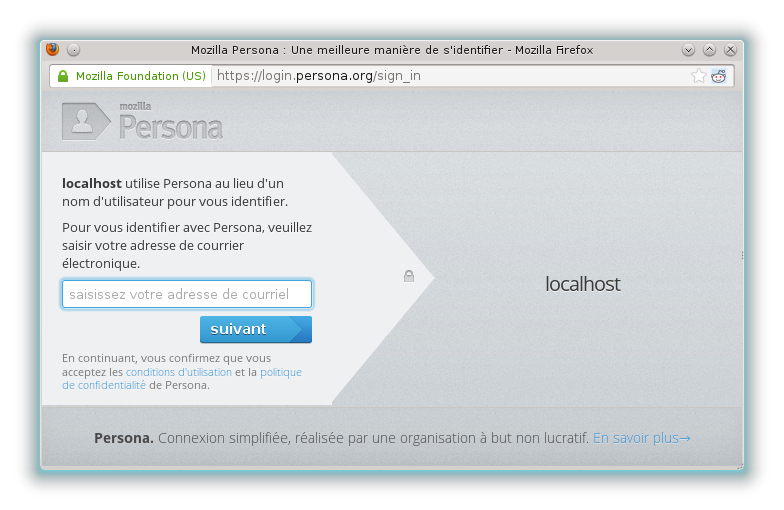 Mozilla Persona : Une meilleure manière de s'identifier - Mozilla Firefox
Mozilla Foundation (US) https://login.persona.org/sign_in
mozilla
Persona
localhost utilise Persona au lieu d'un
nom d'utilisateur pour vous identifier.
Pour vous identifier avec Persona, veuillez
saisir votre adresse de courrier
électronique.
saisissez votre adresse de courriel
suivant
En continuant, vous confirmez que vous
acceptez les conditions d'utilisation et la politique
de confidentialité de Persona.
localhost
Persona. Connexion simplifiée, réalisée par une organisation à but non lucratif. En savoir plus→